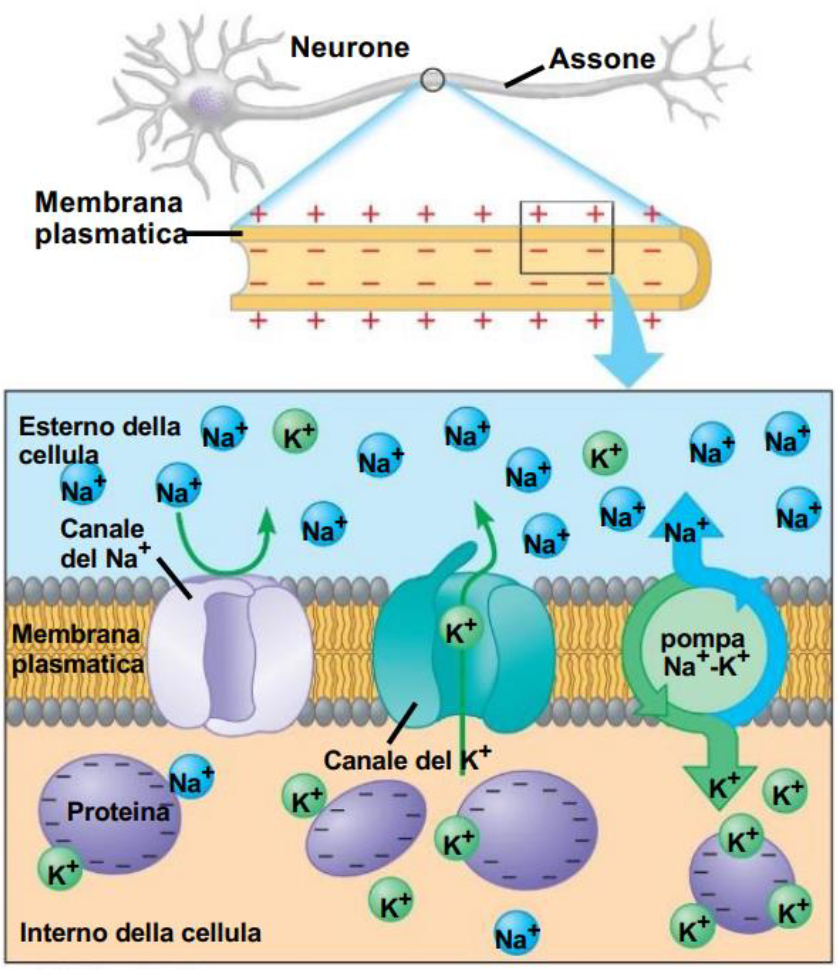 Neurone
Assone
Membrana
plasmatica
+ + + + + + + +
− − − − − − − −
− − − − − − − −
+ + + + + + + +
Esterno della
cellula
Na+
K+
Na+
Na+
Na+
K+
Na+
Na+
Na+
Na+
Na+
Na+
Na+
Na+
Na+
Na+
Canale
del Na+
Membrana
plasmatica
K+
pompa
Na+-K+
Canale del K+
Proteina
Na+
K+
K+
K+
K+
Na+
K+
K+
K+
K+
K+
Interno della cellula